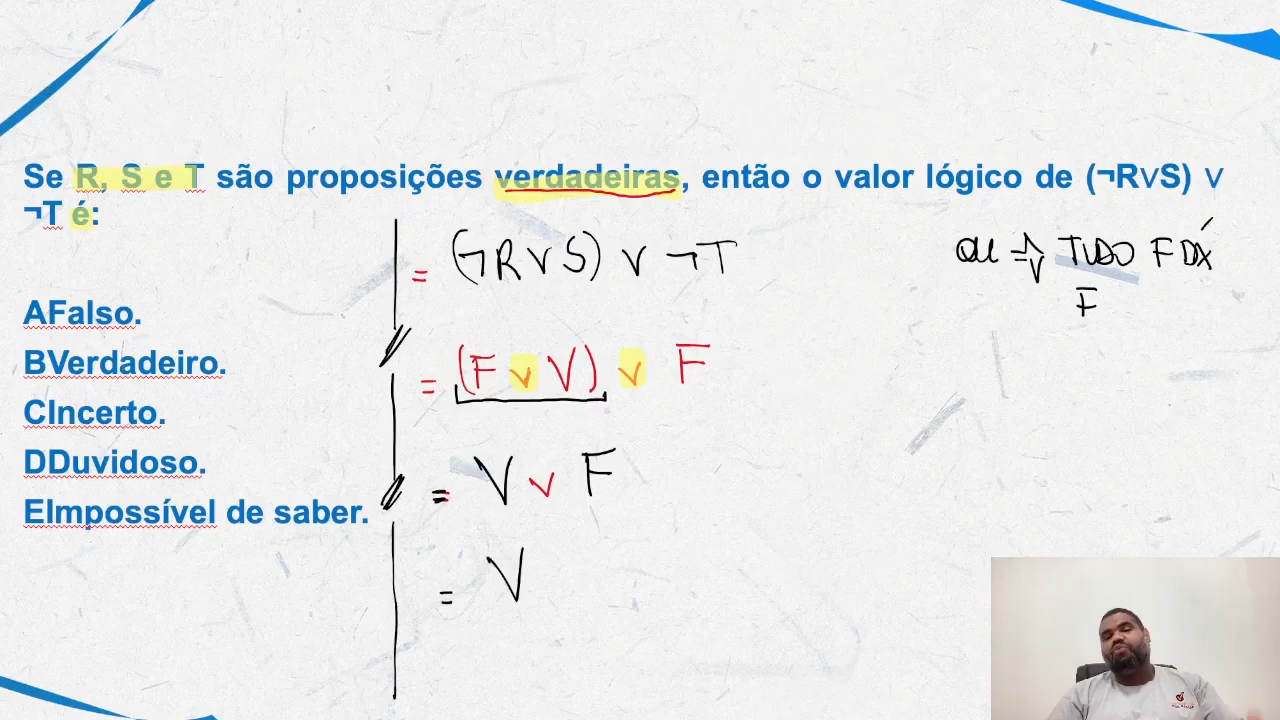 Se R, S e T são proposições verdadeiras, então o valor lógico de (¬R∨S) ∨
¬T é:
= (¬R∨S) ∨ ¬T
OU ⇒ TUDO F DÁ
∨
F
AFalso.
BVerdadeiro.
= (F ∨ V) ∨ F
CIncerto.
DDuvidoso.
= V ∨ F
EImpossível de saber.
= V